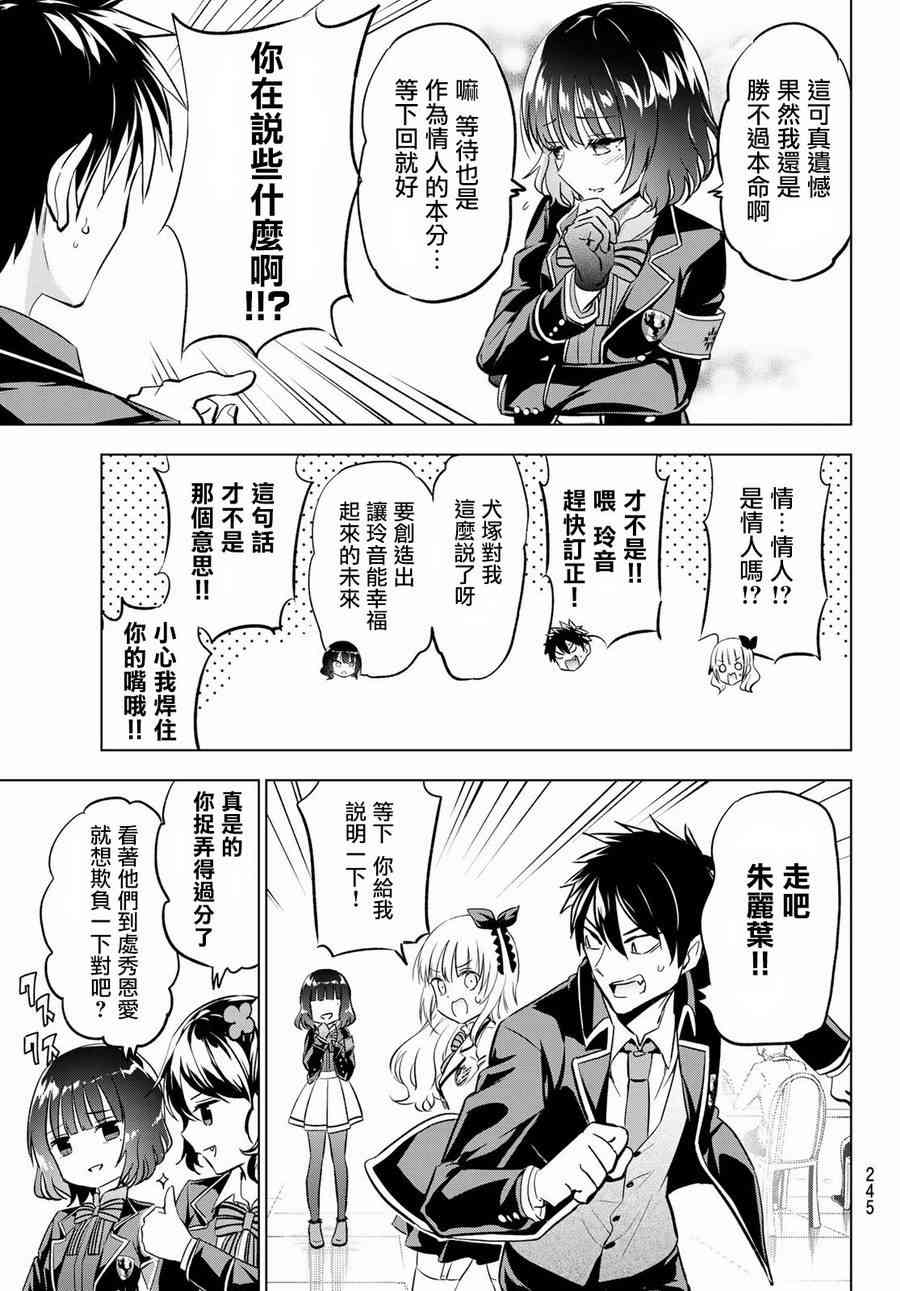 這可真遺憾
果然我還是
勝不過本命啊
嘛 等待也是
作為情人的本分…
等下回就好
你在說些什麼啊!!?
情…情人!?
是情人嗎!?
才不是!!
喂 玲音
趕快訂正!
犬塚對我
這麼說了呀
要創造出
讓玲音能幸福
起來的未來
這句話
才不是
那個意思!!
小心我焊住
你的嘴哦!!
走吧
朱麗葉!!
等下 你給我
說明一下!
真是的
你捉弄得過分了
看著他們到處秀恩愛
就想欺負一下對吧?
クスクス
245